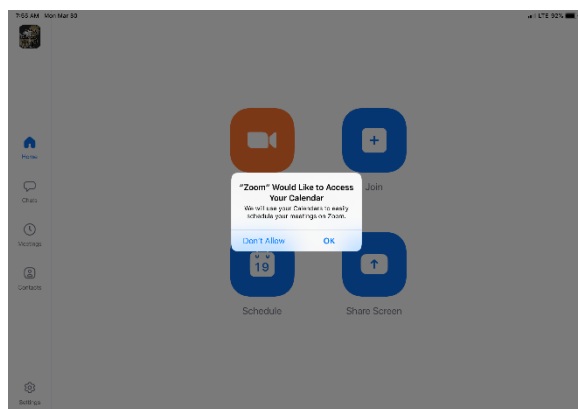 7:55 AM Mon Mar 30
LTE 92%
Home
Chats
Meetings
Contacts
Settings
Join
"Zoom" Would Like to Access
Your Calendar
We will use your Calendars to easily
schedule your meetings on Zoom.
Don't Allow
OK
19
Schedule
Share Screen